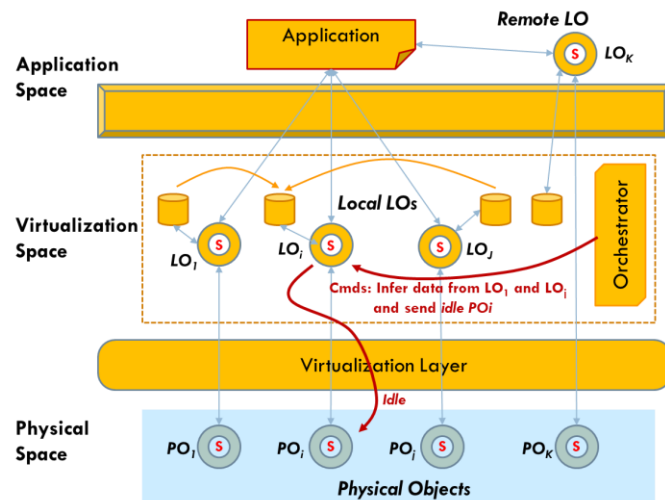 Remote LO
Application
S
LOK
Application
Space
Local LOs
Virtualization
Space
Orchestrator
S
S
S
LO1
LOi
LOJ
Cmds: Infer data from LO1 and LOj
and send idle POi
Virtualization Layer
Idle
Physical
Space
PO1
S
POi
S
POj
S
POK
S
Physical Objects